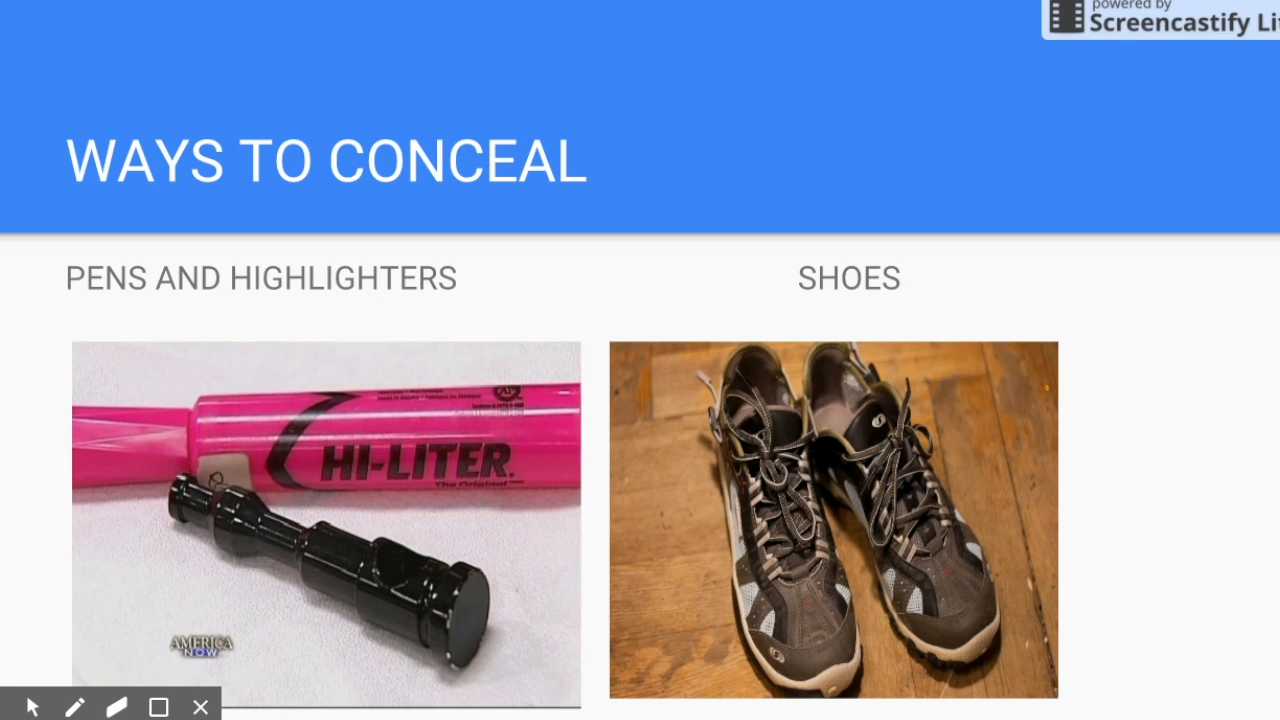 powered by
Screencastify Li
WAYS TO CONCEAL
PENS AND HIGHLIGHTERS
SHOES
HI-LITER
The Original
AMERICA
NOW